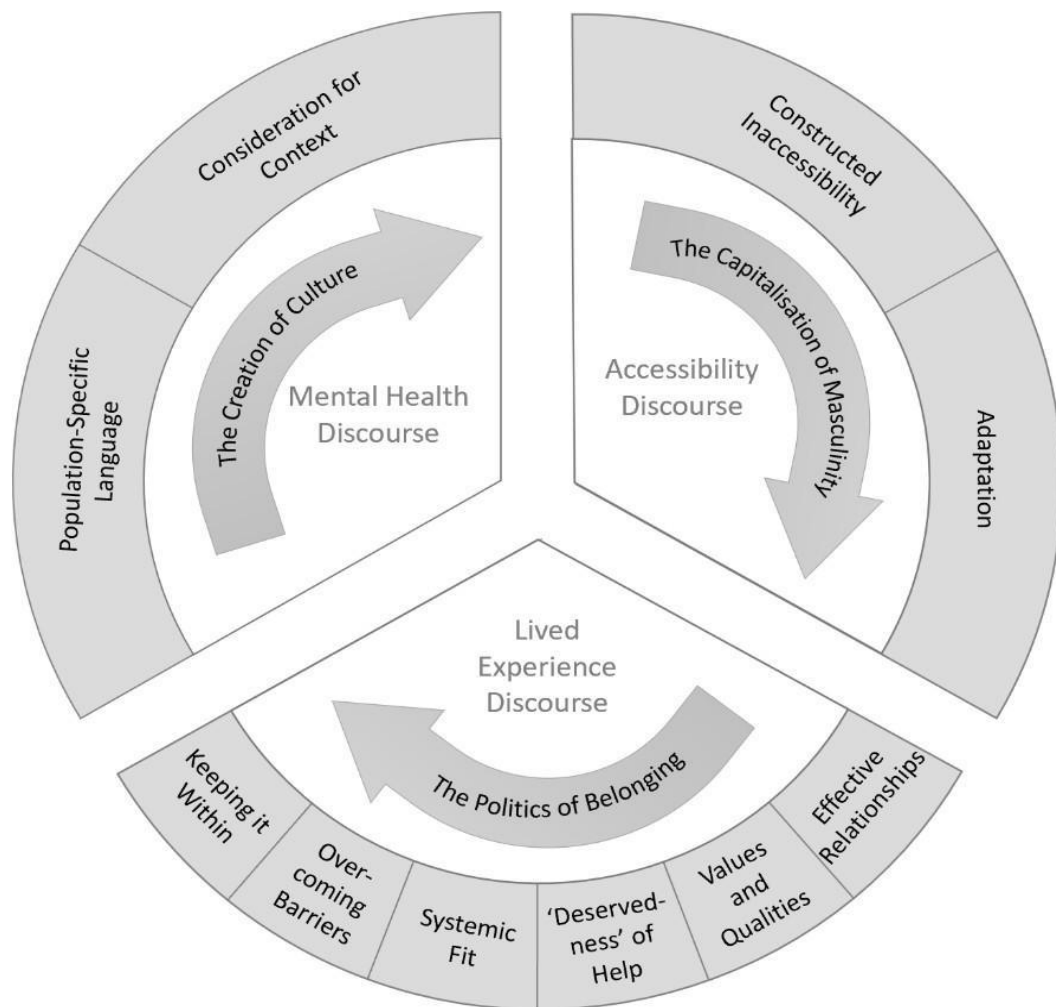 Consideration for
Context
Population-Specific
Language
The Creation of Culture
Mental Health
Discourse
Constructed
Inaccessibility
Adaptation
The Capitalisation of Masculinity
Accessibility
Discourse
Lived
Experience
Discourse
The Politics of Belonging
Keeping it
Within
Over-
coming
Barriers
Systemic
Fit
‘Deserved-
ness’ of
Help
Values
and
Qualities
Effective
Relationships